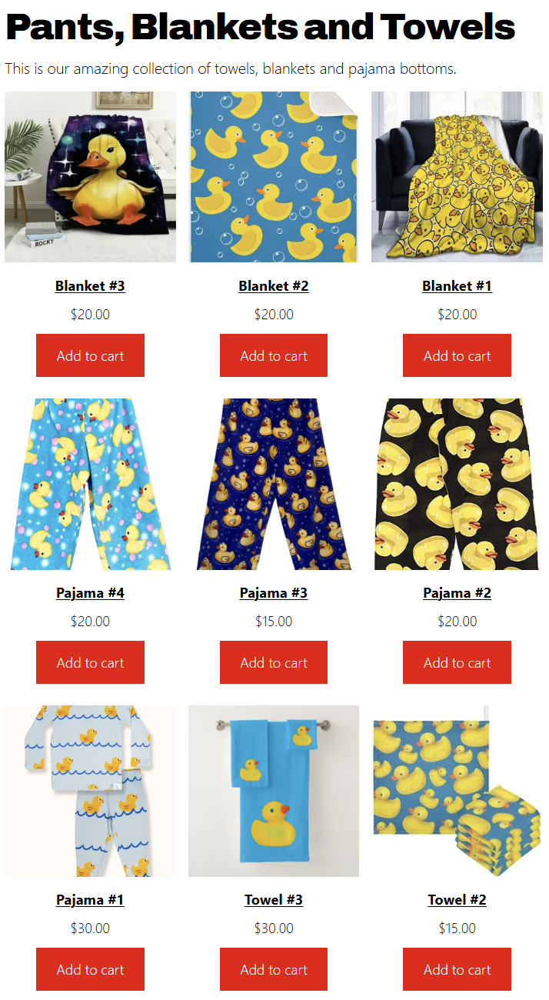 Pants, Blankets and Towels
This is our amazing collection of towels, blankets and pajama bottoms.
ROCKY
Blanket #3
$20.00
Add to cart
Blanket #2
$20.00
Add to cart
Blanket #1
$20.00
Add to cart
Pajama #4
$20.00
Add to cart
Pajama #3
$15.00
Add to cart
Pajama #2
$20.00
Add to cart
Pajama #1
$30.00
Add to cart
Towel #3
$30.00
Add to cart
Towel #2
$15.00
Add to cart